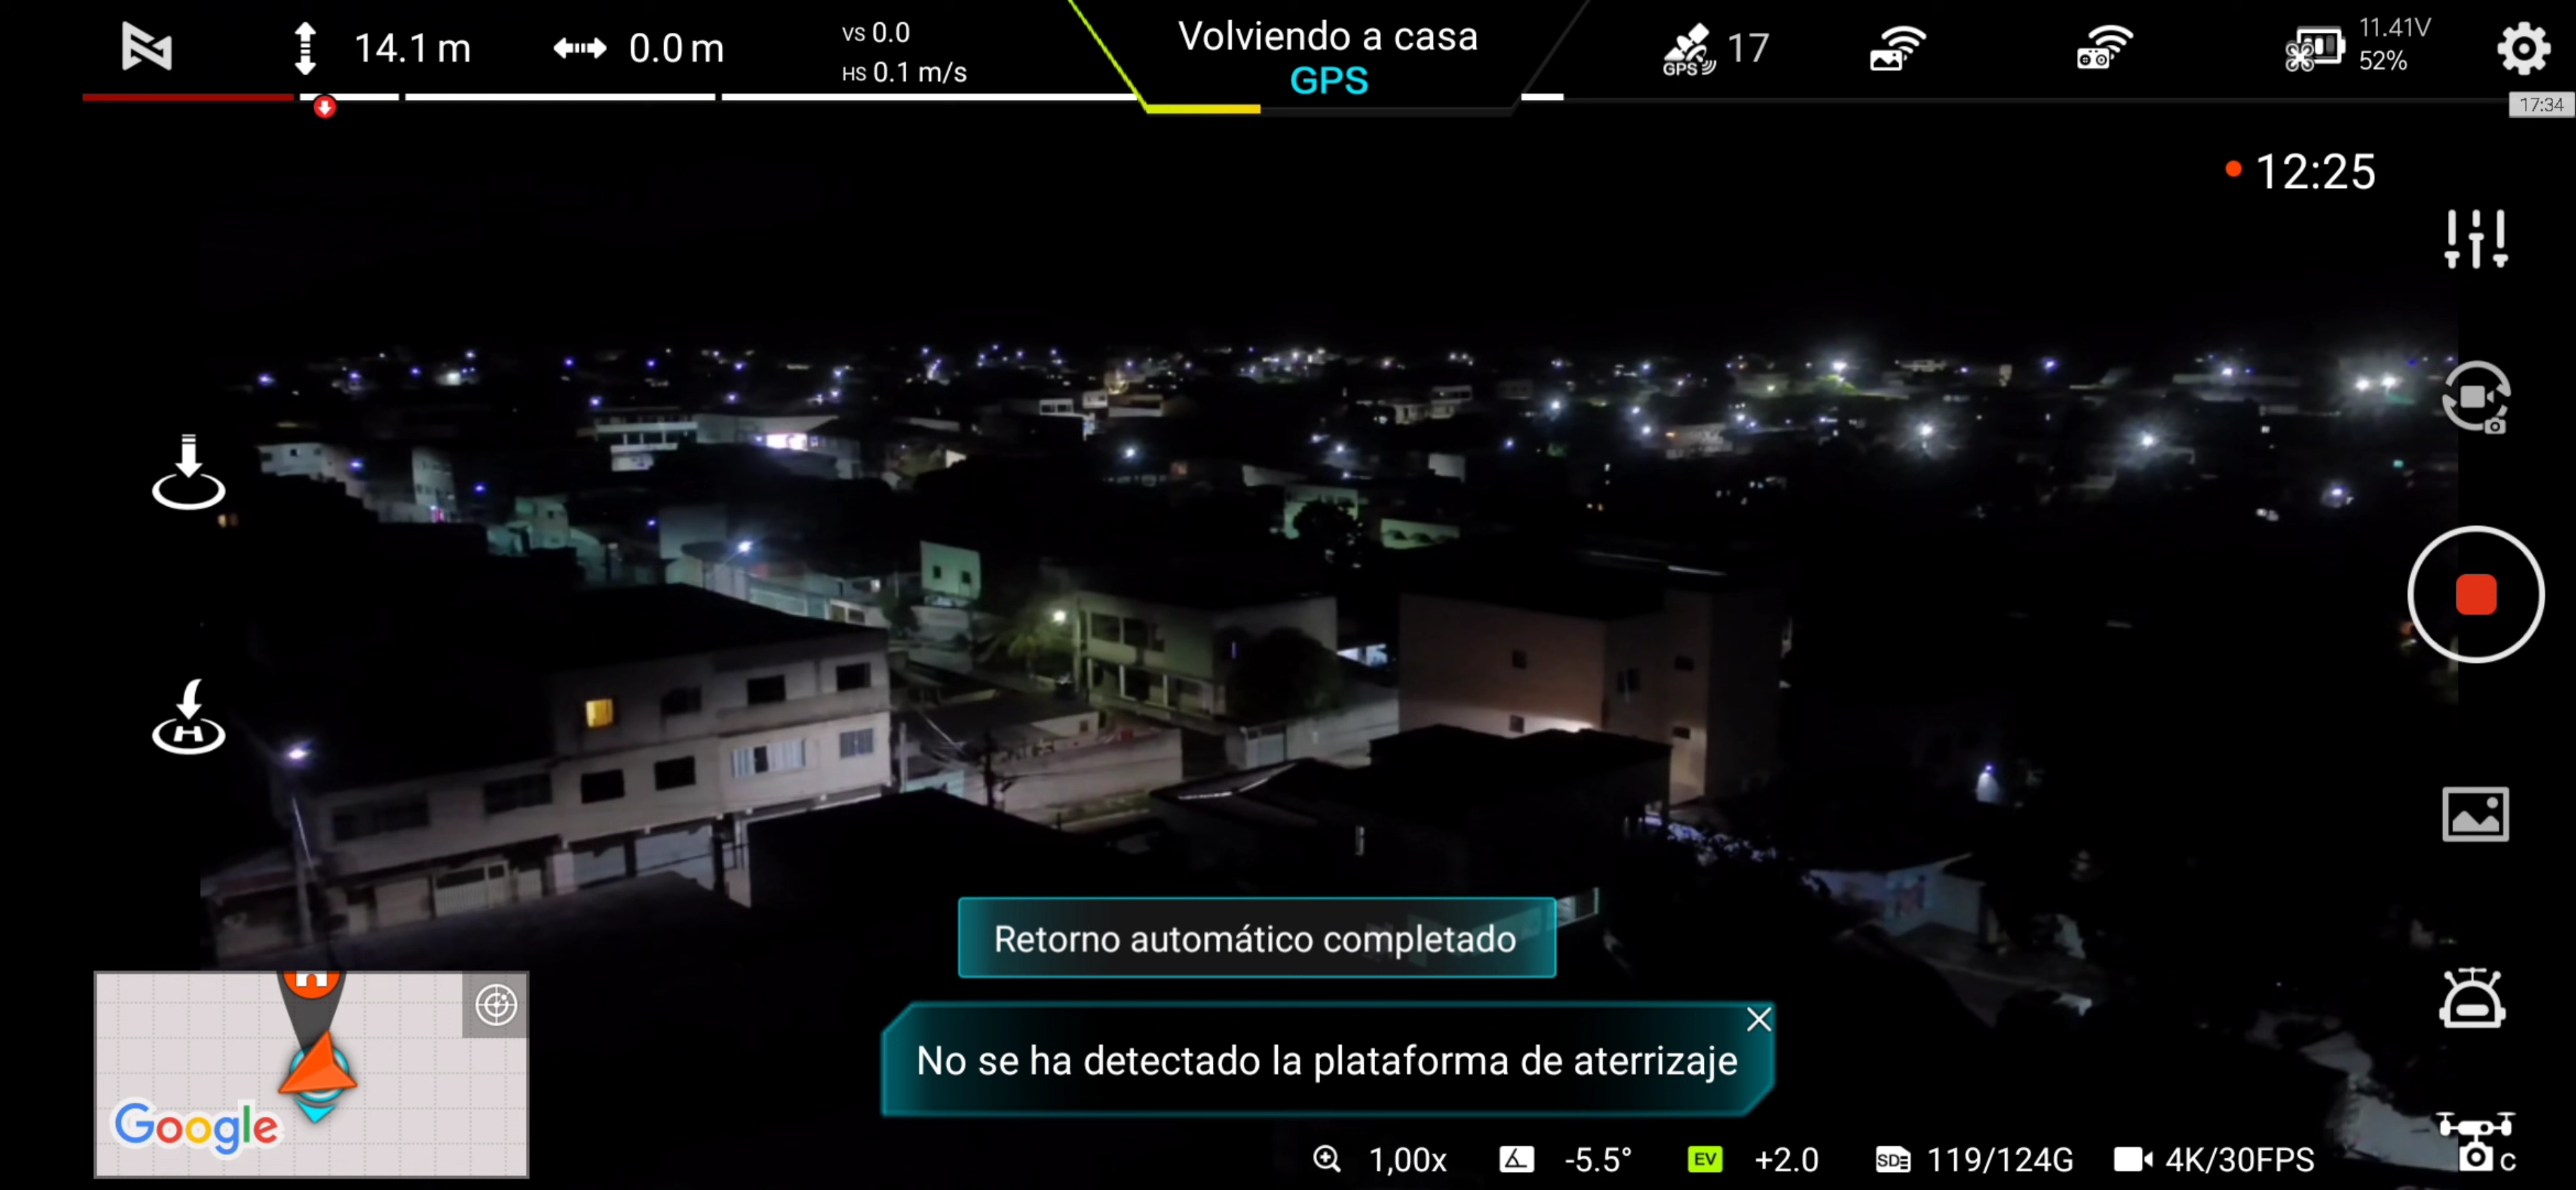 14.1 m
0.0 m
VS 0.0
HS 0.1 m/s
Volviendo a casa
GPS
GPS
17
11.41V
52%
17:34
12:25
H
Retorno automático completado
No se ha detectado la plataforma de aterrizaje
Google
1,00x
-5.5°
EV
+2.0
SD
119/124G
4K/30FPS
C